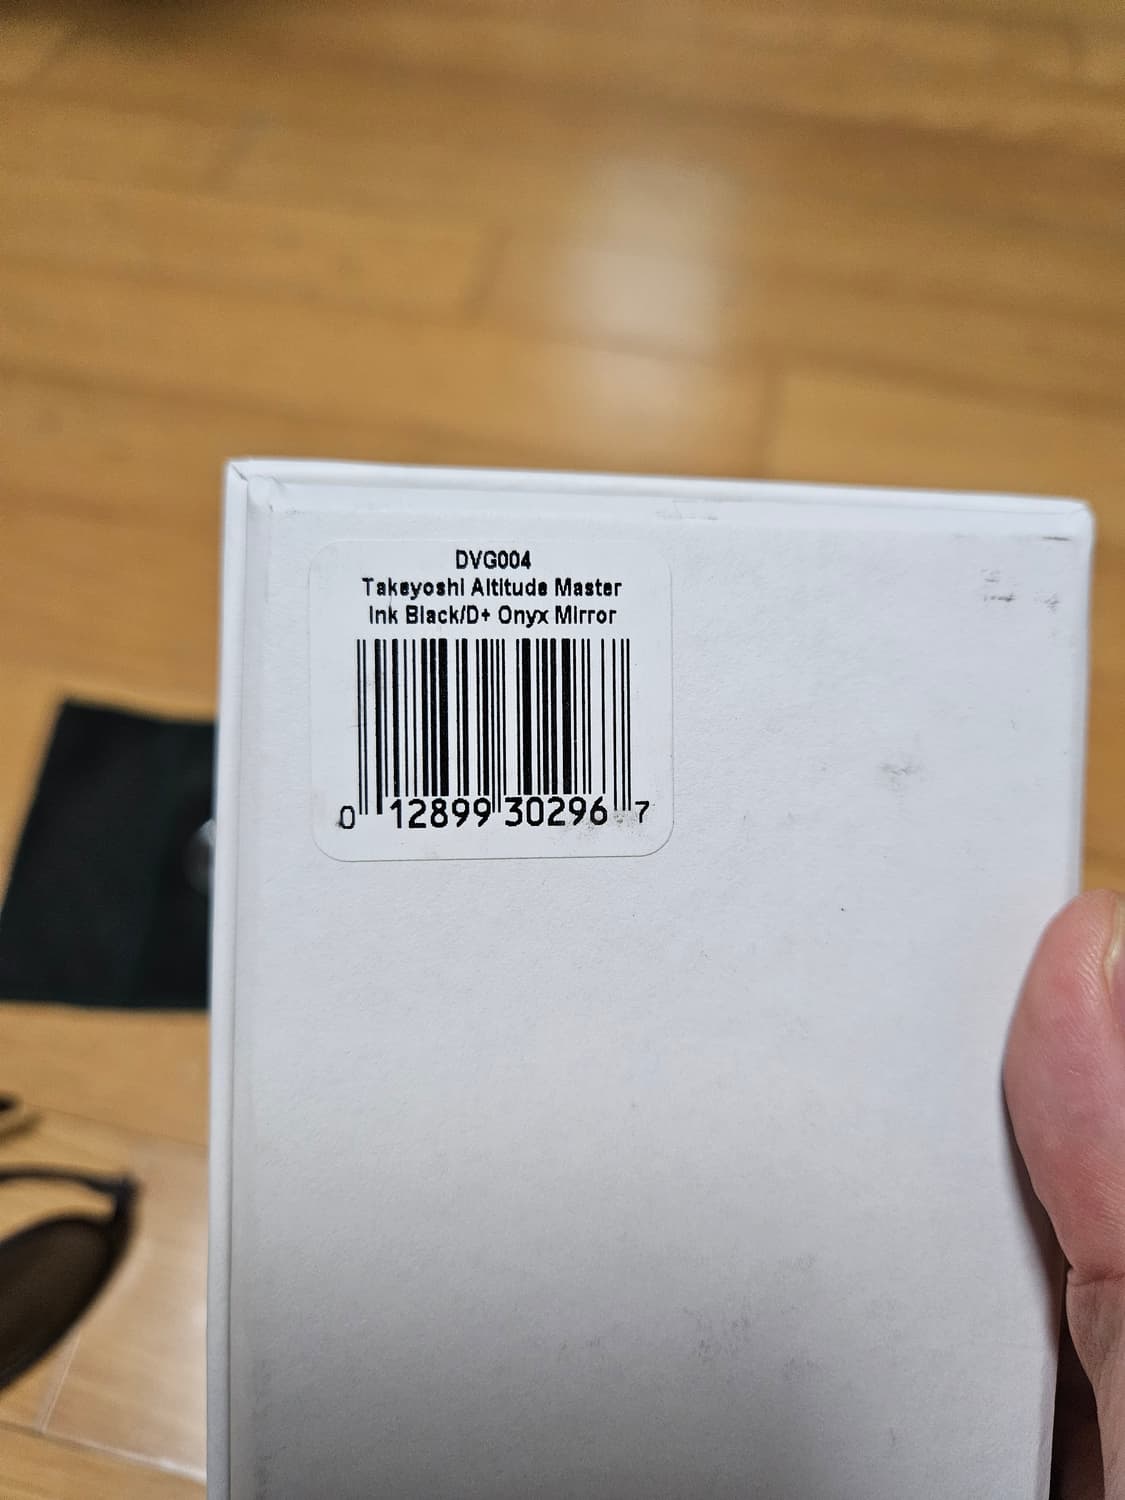 DVG004
Takeyoshi Altitude Master
Ink Black/D+ Onyx Mirror
0 12899 30296 7